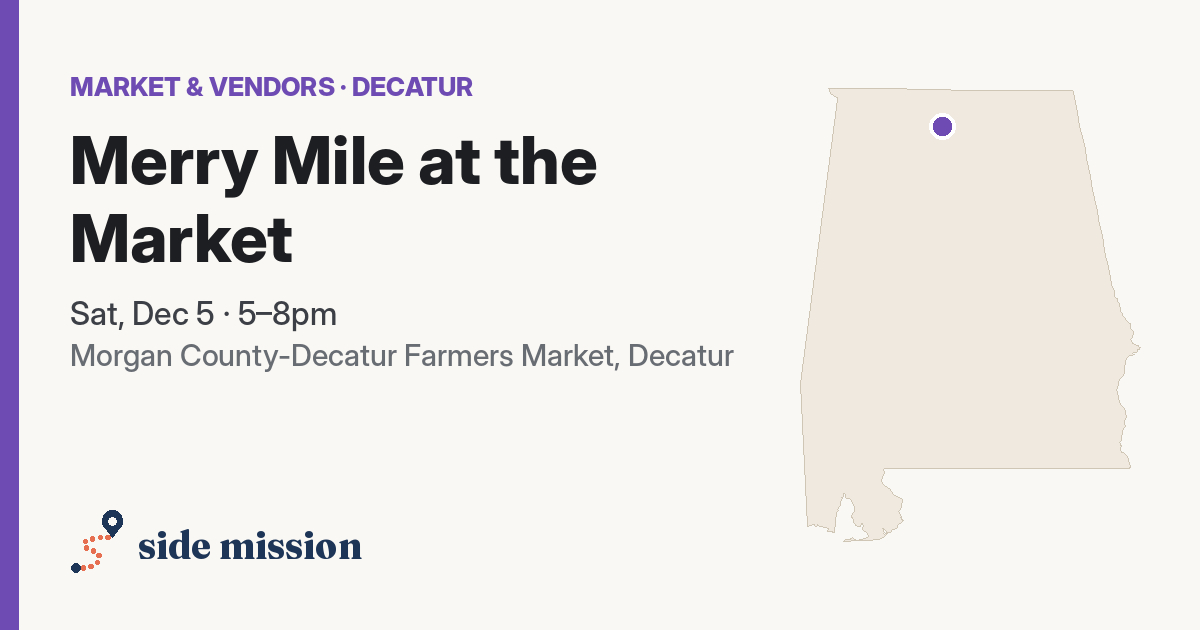 MARKET & VENDORS · DECATUR
Merry Mile at the
Market
Sat, Dec 5 · 5–8pm
Morgan County-Decatur Farmers Market, Decatur
side mission